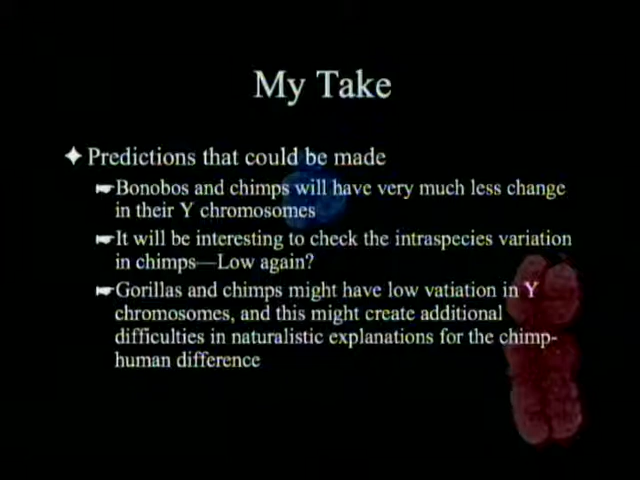 My Take
Predictions that could be made
Bonobos and chimps will have very much less change
in their Y chromosomes
It will be interesting to check the intraspecies variation
in chimps—Low again?
Gorillas and chimps might have low vatiation in Y
chromosomes, and this might create additional
difficulties in naturalistic explanations for the chimp-
human difference